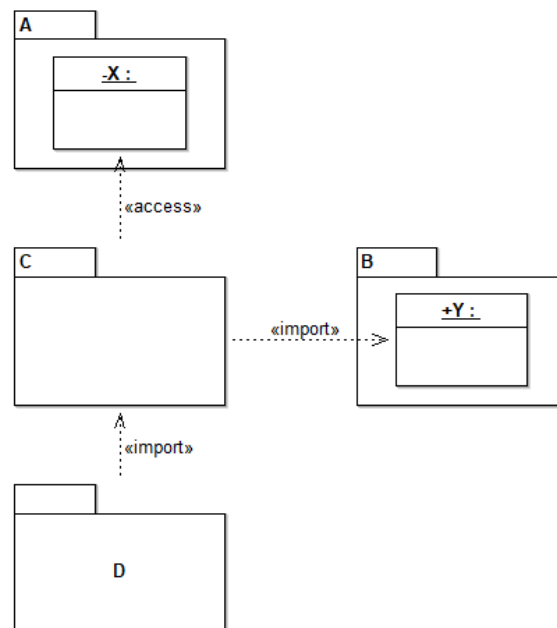 A
-X :
«access»
C
B
«import»
+Y :
«import»
D